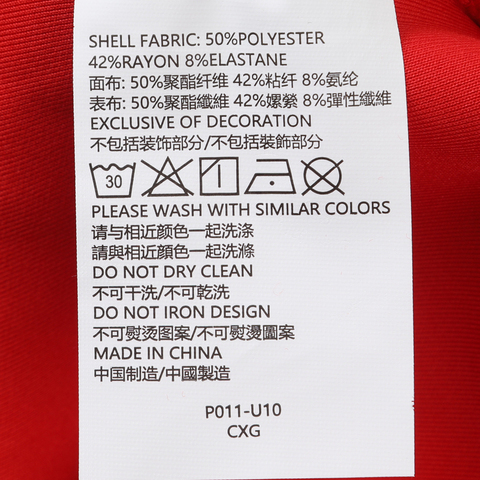 SHELL FABRIC: 50%POLYESTER
42%RAYON 8%ELASTANE
面布: 50%聚酯纤维 42%粘纤 8%氨纶
表布: 50%聚酯纖維 42%嫘縈 8%彈性纖維
EXCLUSIVE OF DECORATION
不包括装饰部分/不包括裝飾部分
30
PLEASE WASH WITH SIMILAR COLORS
请与相近颜色一起洗涤
請與相近顏色一起洗滌
DO NOT DRY CLEAN
不可干洗/不可乾洗
DO NOT IRON DESIGN
不可熨烫图案/不可熨燙圖案
MADE IN CHINA
中国制造/中國製造
P011-U10
CXG